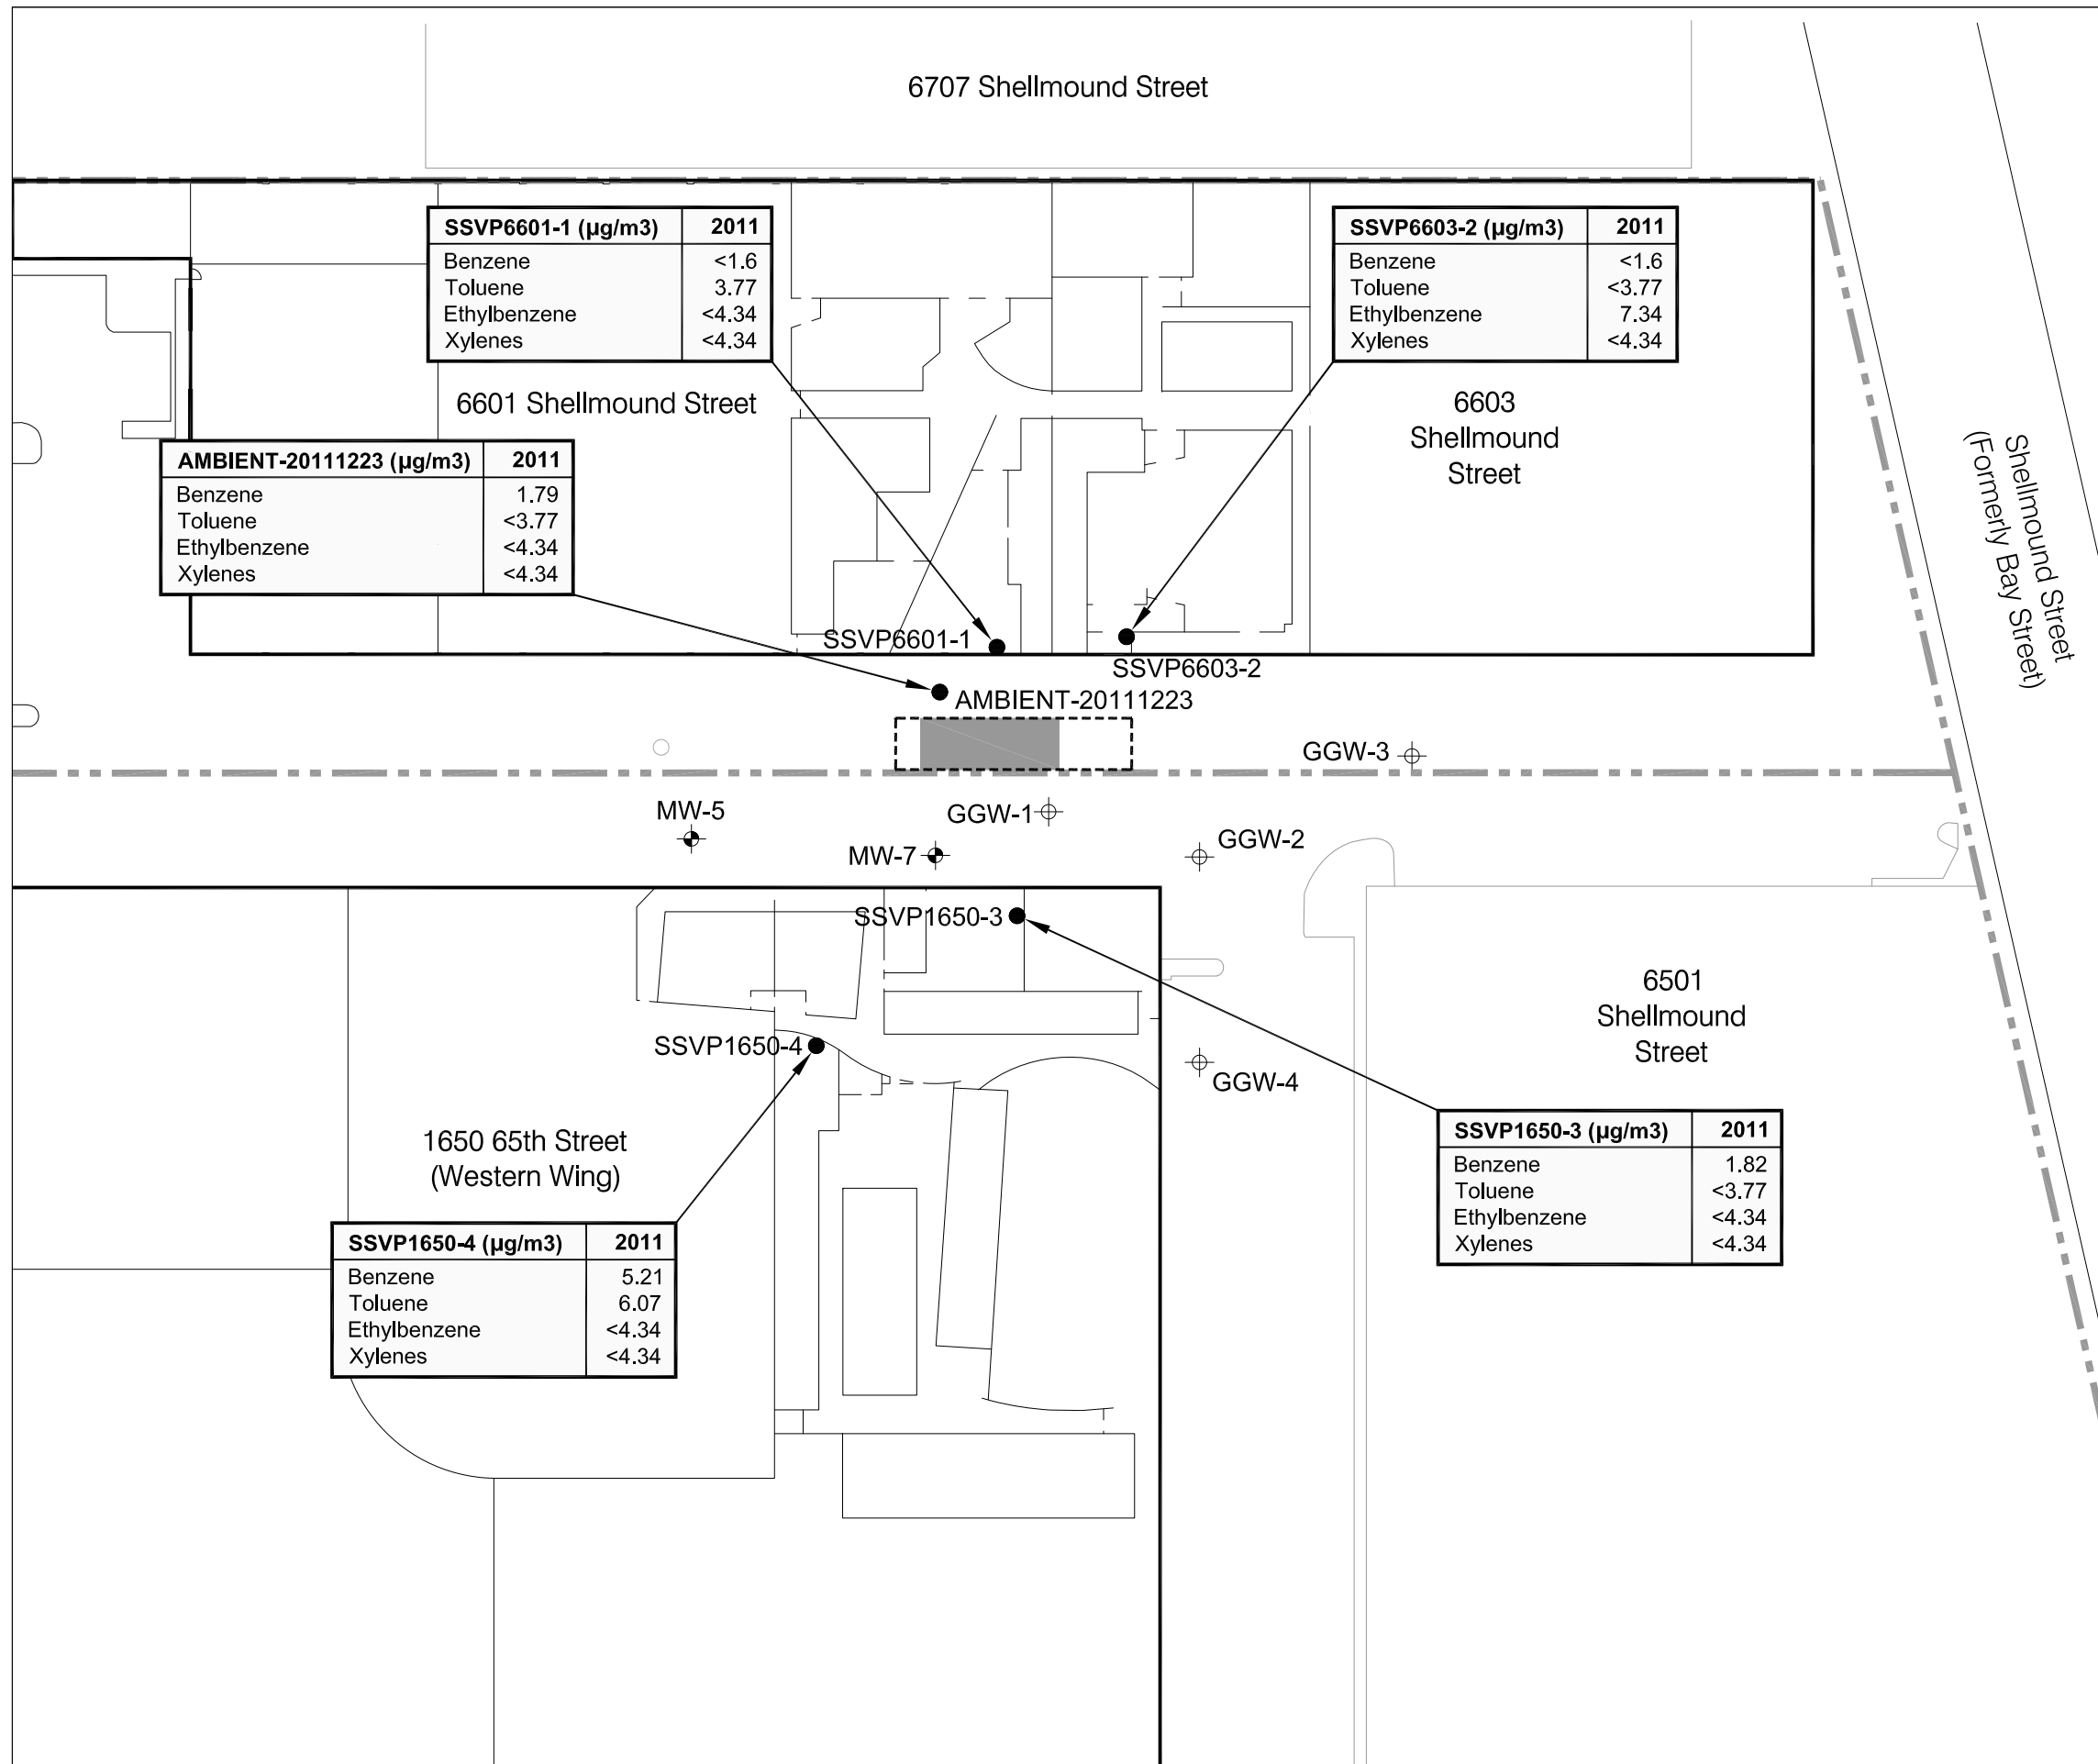 6707 Shellmound Street
SSVP6601-1 (µg/m3) 2011
Benzene <1.6
Toluene 3.77
Ethylbenzene <4.34
Xylenes <4.34
SSVP6603-2 (µg/m3) 2011
Benzene <1.6
Toluene <3.77
Ethylbenzene 7.34
Xylenes <4.34
6601 Shellmound Street
6603
Shellmound
Street
AMBIENT-20111223 (µg/m3) 2011
Benzene 1.79
Toluene <3.77
Ethylbenzene <4.34
Xylenes <4.34
Shellmound Street
(Formerly Bay Street)
SSVP6601-1
SSVP6603-2
AMBIENT-20111223
GGW-3
MW-5
GGW-1
GGW-2
MW-7
SSVP1650-3
6501
Shellmound
Street
SSVP1650-4
GGW-4
1650 65th Street
(Western Wing)
SSVP1650-3 (µg/m3) 2011
Benzene 1.82
Toluene <3.77
Ethylbenzene <4.34
Xylenes <4.34
SSVP1650-4 (µg/m3) 2011
Benzene 5.21
Toluene 6.07
Ethylbenzene <4.34
Xylenes <4.34